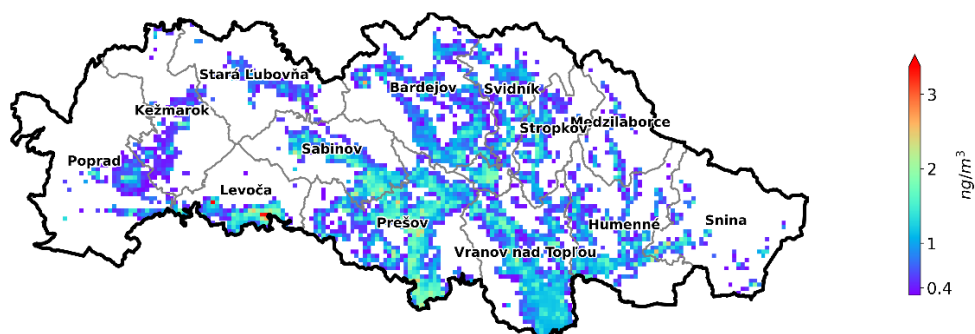 Stará Ľubovňa
Bardejov
Svidník
Kežmarok
Stropkov
Medzilaborce
Sabinov
Poprad
Levoča
Prešov
Humenné
Snina
Vranov nad Topľou
3
2
1
0.4
ng/m³